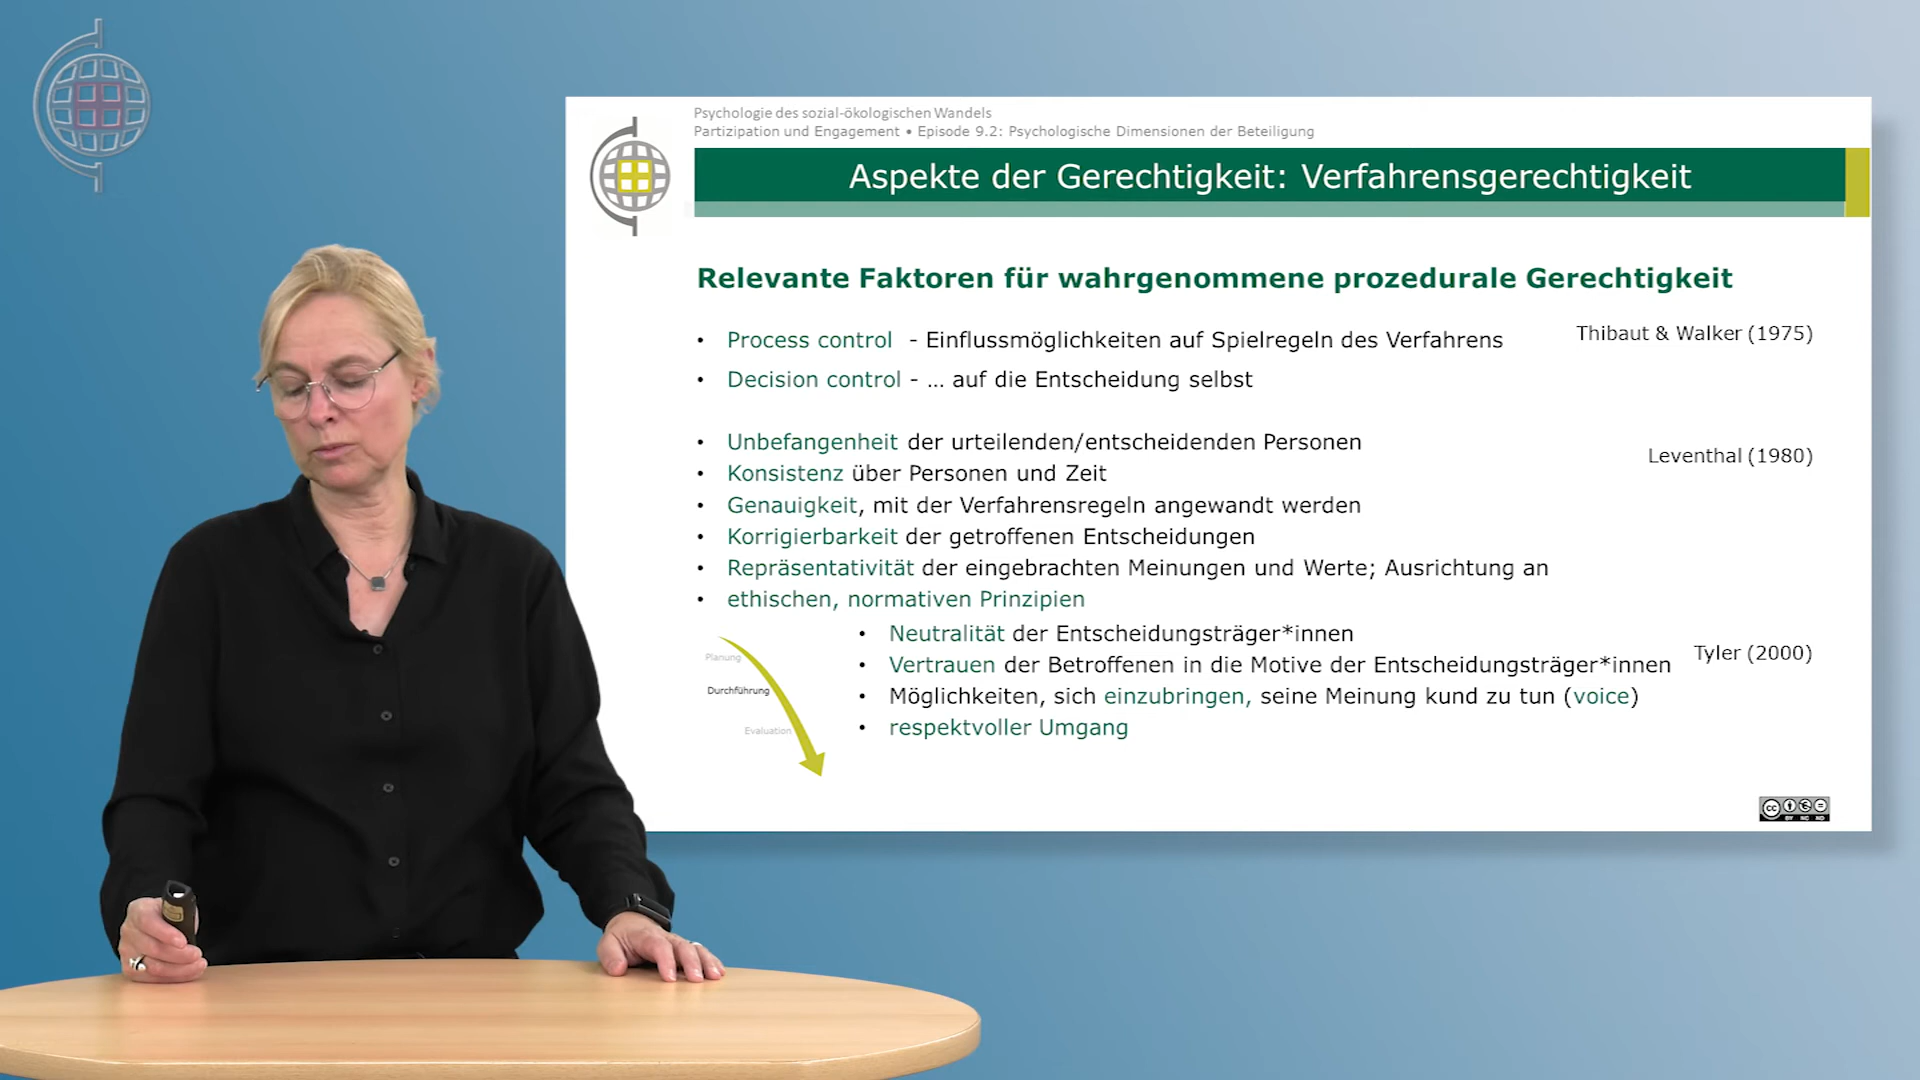 Psychologie des sozial-ökologischen Wandels
Partizipation und Engagement • Episode 9.2: Psychologische Dimensionen der Beteiligung
Aspekte der Gerechtigkeit: Verfahrensgerechtigkeit
Relevante Faktoren für wahrgenommene prozedurale Gerechtigkeit
• Process control - Einflussmöglichkeiten auf Spielregeln des Verfahrens
Thibaut & Walker (1975)
• Decision control - … auf die Entscheidung selbst
• Unbefangenheit der urteilenden/entscheidenden Personen
Leventhal (1980)
• Konsistenz über Personen und Zeit
• Genauigkeit, mit der Verfahrensregeln angewandt werden
• Korrigierbarkeit der getroffenen Entscheidungen
• Repräsentativität der eingebrachten Meinungen und Werte; Ausrichtung an
• ethischen, normativen Prinzipien
• Neutralität der Entscheidungsträger*innen
• Vertrauen der Betroffenen in die Motive der Entscheidungsträger*innen
Tyler (2000)
• Möglichkeiten, sich einzubringen, seine Meinung kund zu tun (voice)
• respektvoller Umgang
Planung
Durchführung
Evaluation
cc
BY NC ND